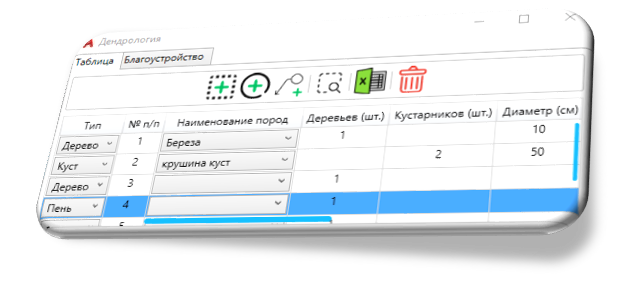 Дендрология
Таблица Благоустройство
Тип № п/п Наименование пород Деревьев (шт.) Кустарников (шт.) Диаметр (см)
Дерево 1 Береза 1 10
Куст 2 крушина куст 2 50
Дерево 3 1
Пень 4 1
5